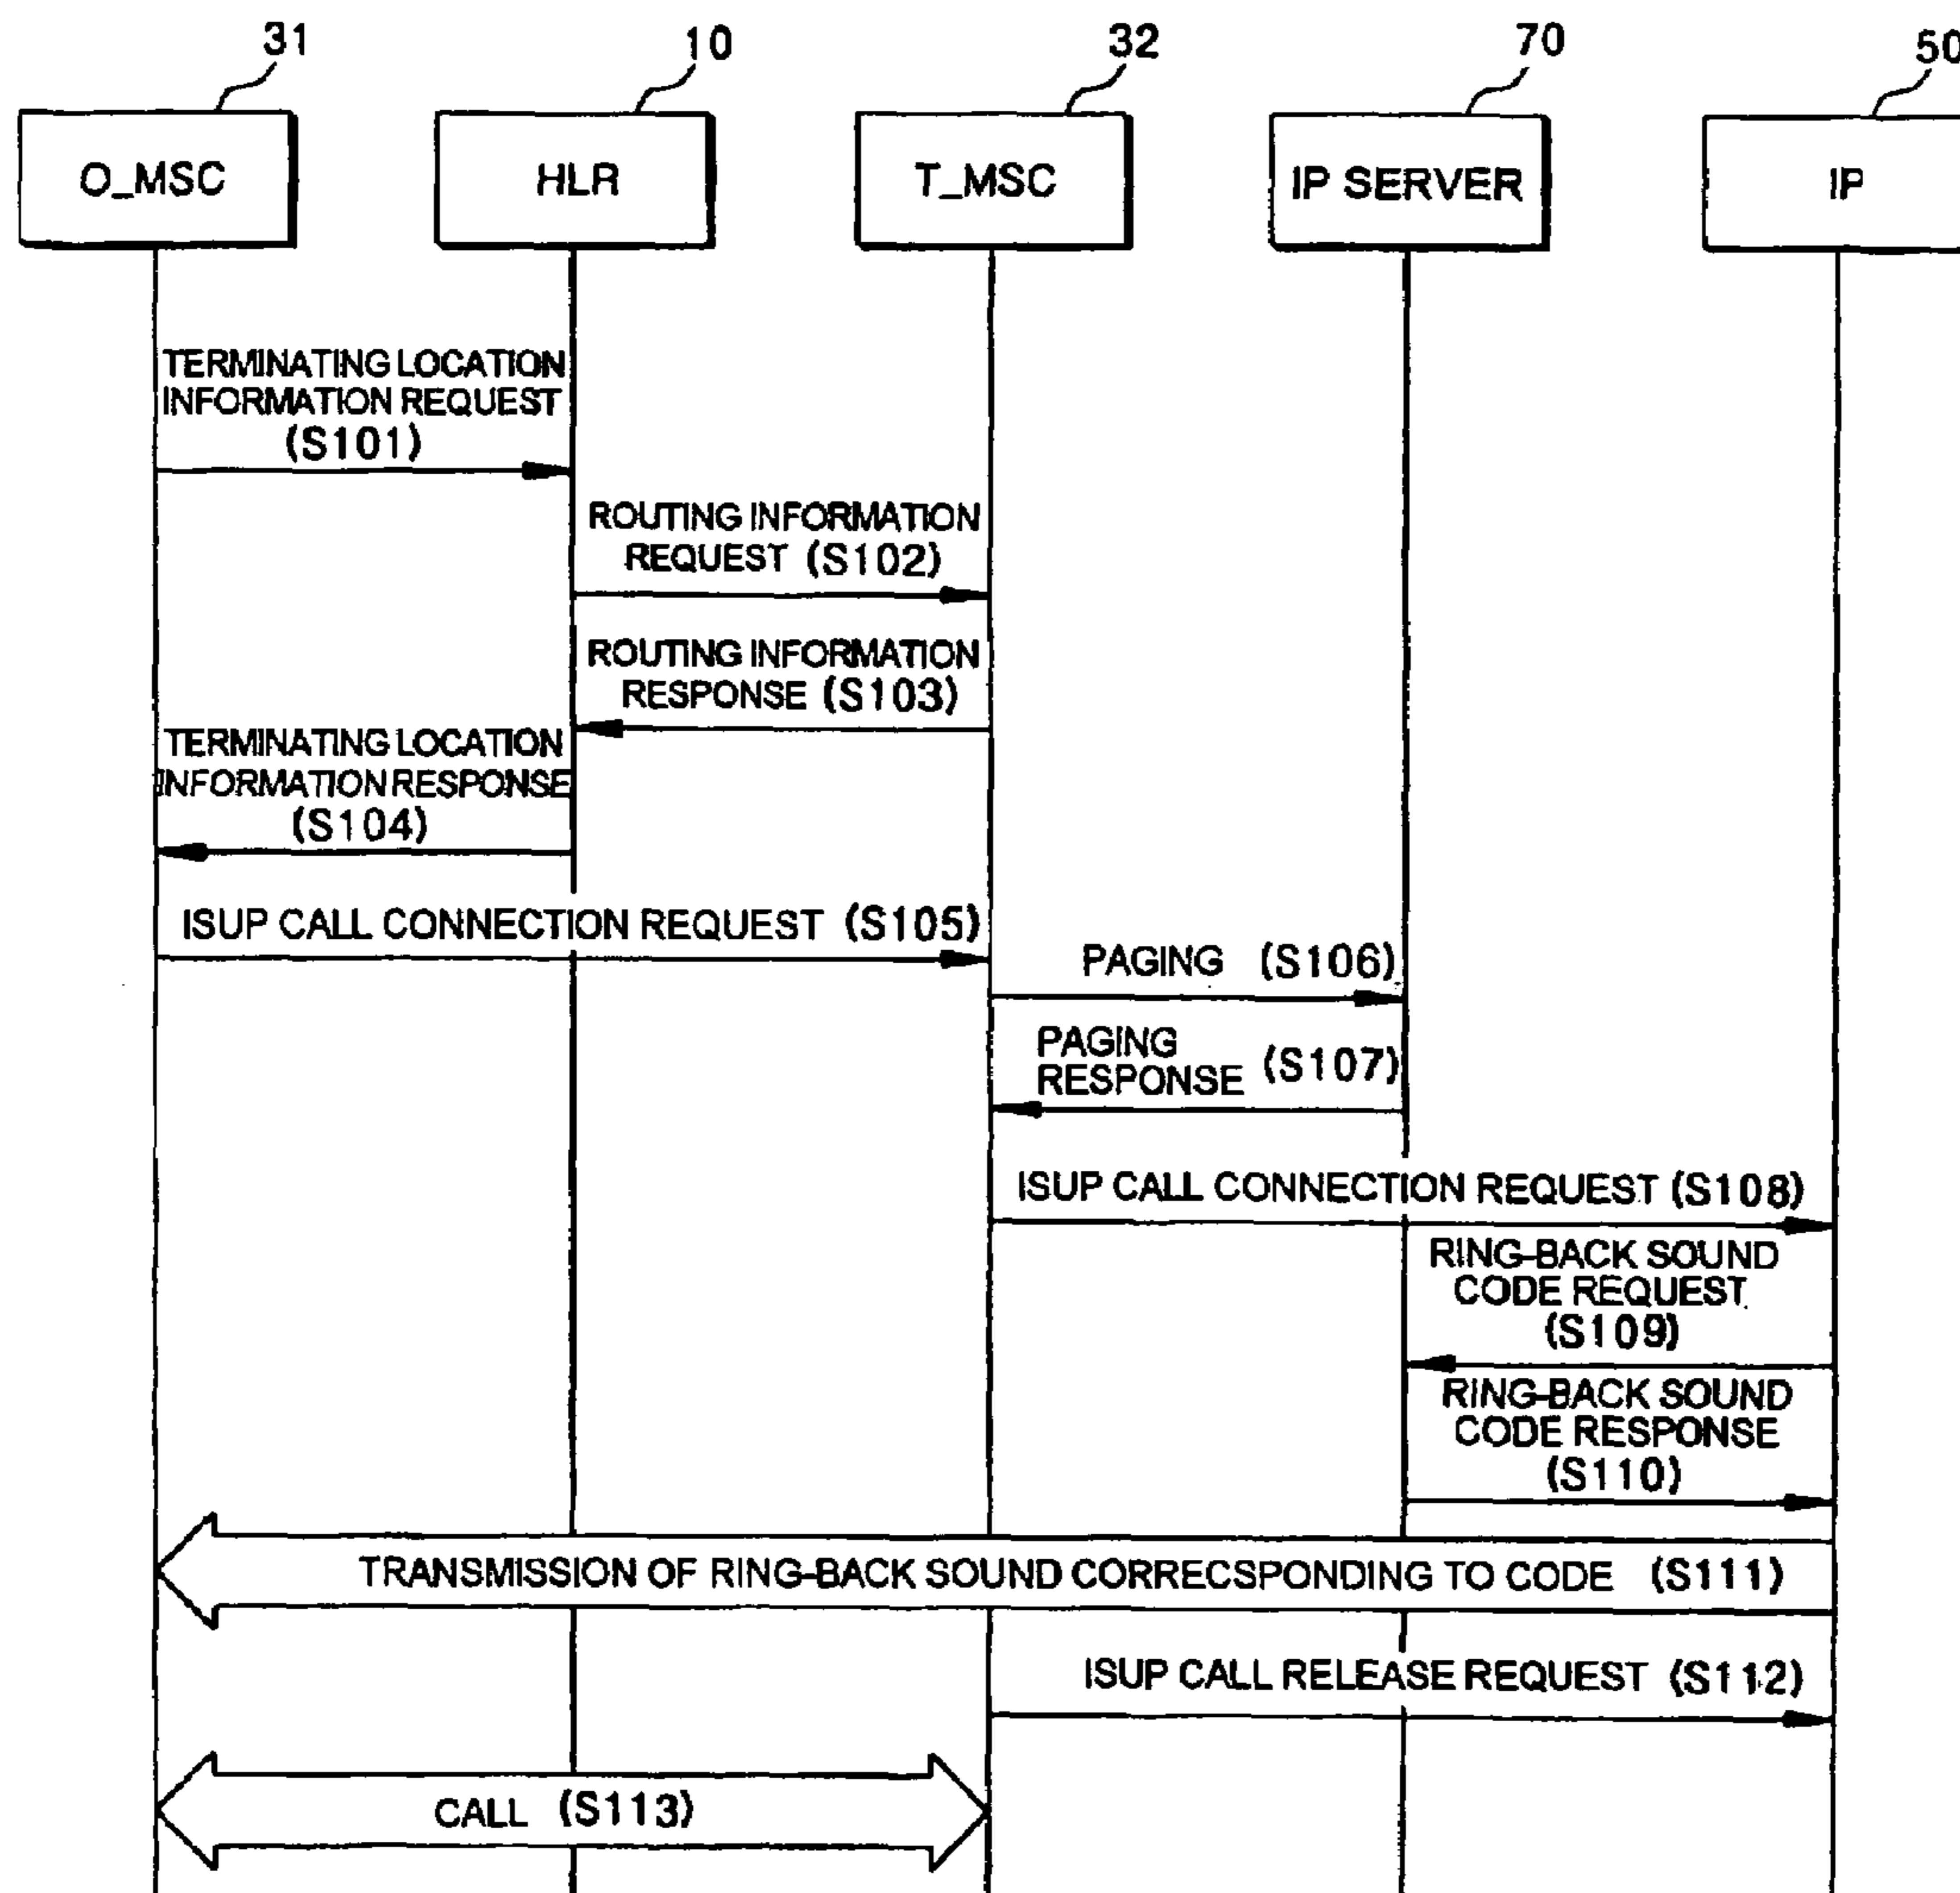 31
10
32
70
50
O_MSC
HLR
T_MSC
IP SERVER
IP
TERMINATING LOCATION
INFORMATION REQUEST
(S101)
ROUTING INFORMATION
REQUEST (S102)
ROUTING INFORMATION
RESPONSE (S103)
TERMINATING LOCATION
INFORMATION RESPONSE
(S104)
ISUP CALL CONNECTION REQUEST (S105)
PAGING (S106)
PAGING
RESPONSE (S107)
ISUP CALL CONNECTION REQUEST (S108)
RING-BACK SOUND
CODE REQUEST
(S109)
RING-BACK SOUND
CODE RESPONSE
(S110)
TRANSMISSION OF RING-BACK SOUND CORRECSPONDING TO CODE (S111)
ISUP CALL RELEASE REQUEST (S112)
CALL (S113)